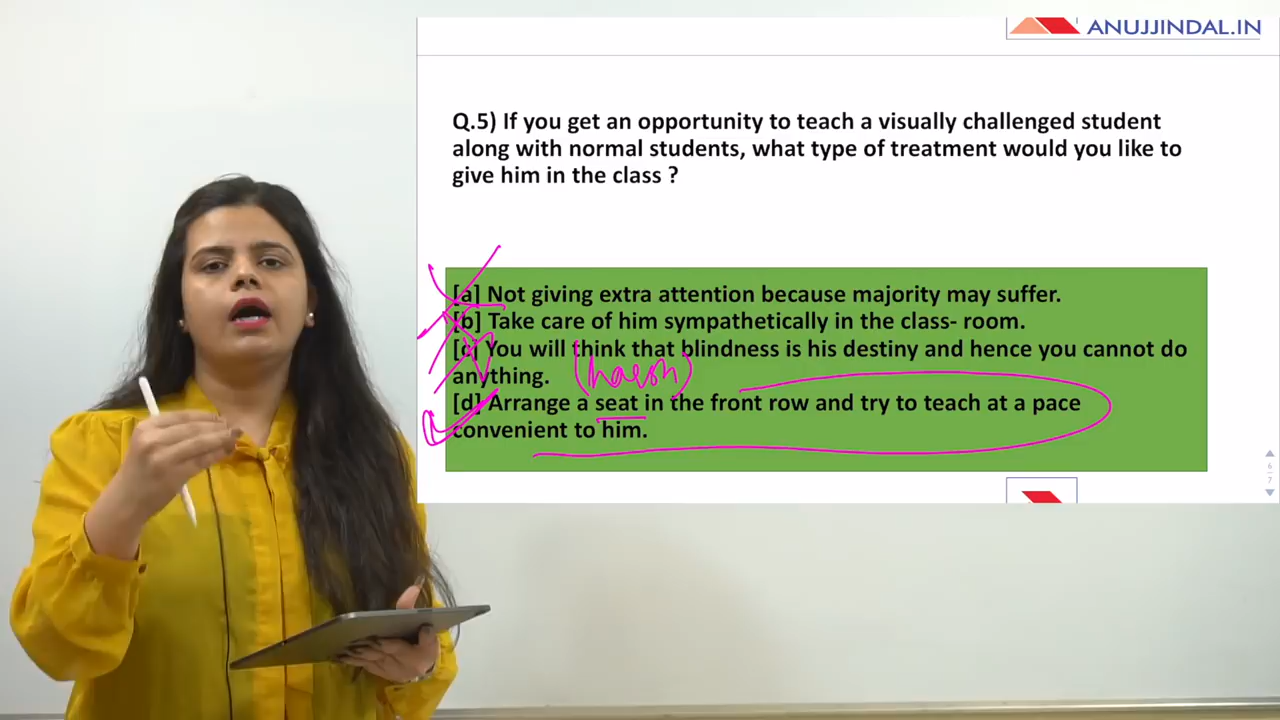 ANUJJINDAL.IN
Q.5) If you get an opportunity to teach a visually challenged student
along with normal students, what type of treatment would you like to
give him in the class ?
[a] Not giving extra attention because majority may suffer.
[b] Take care of him sympathetically in the class- room.
[c] You will think that blindness is his destiny and hence you cannot do
anything.
[d] Arrange a seat in the front row and try to teach at a pace
convenient to him.
6
7